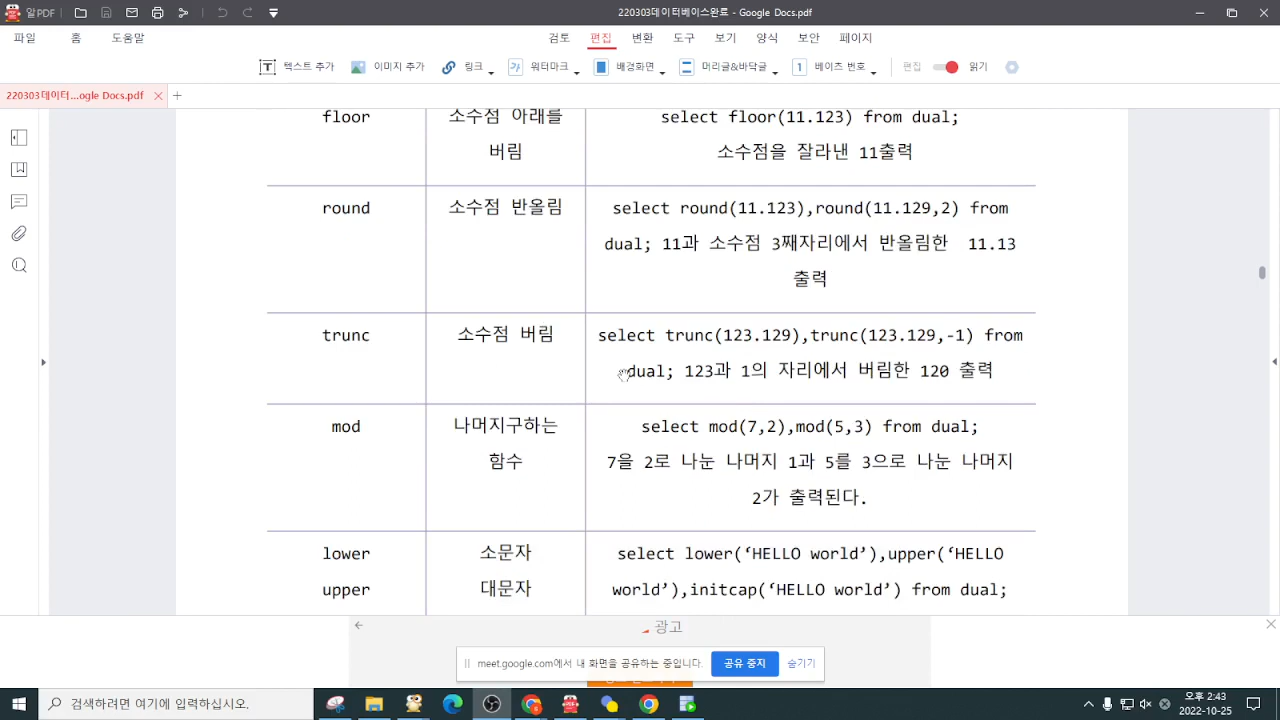 알PDF
220303데이터베이스완료 - Google Docs.pdf
파일 홈 도움말 검토 편집 변환 도구 보기 양식 보안 페이지
텍스트 추가 이미지 추가 링크 워터마크 배경화면 머리글&바닥글 베이츠 번호 편집 읽기
220303데이터...ogle Docs.pdf
floor
소수점 아래를
버림
select floor(11.123) from dual;
소수점을 잘라낸 11출력
round
소수점 반올림
select round(11.123),round(11.129,2) from
dual; 11과 소수점 3째자리에서 반올림한 11.13
출력
trunc
소수점 버림
select trunc(123.129),trunc(123.129,-1) from
dual; 123과 1의 자리에서 버림한 120 출력
mod
나머지구하는
함수
select mod(7,2),mod(5,3) from dual;
7을 2로 나눈 나머지 1과 5를 3으로 나눈 나머지
2가 출력된다.
lower
upper
소문자
대문자
select lower(‘HELLO world’),upper(‘HELLO
world’),initcap(‘HELLO world’) from dual;
광고
meet.google.com에서 내 화면을 공유하는 중입니다. 공유 중지 숨기기
검색하려면 여기에 입력하십시오.
오후 2:43
2022-10-25